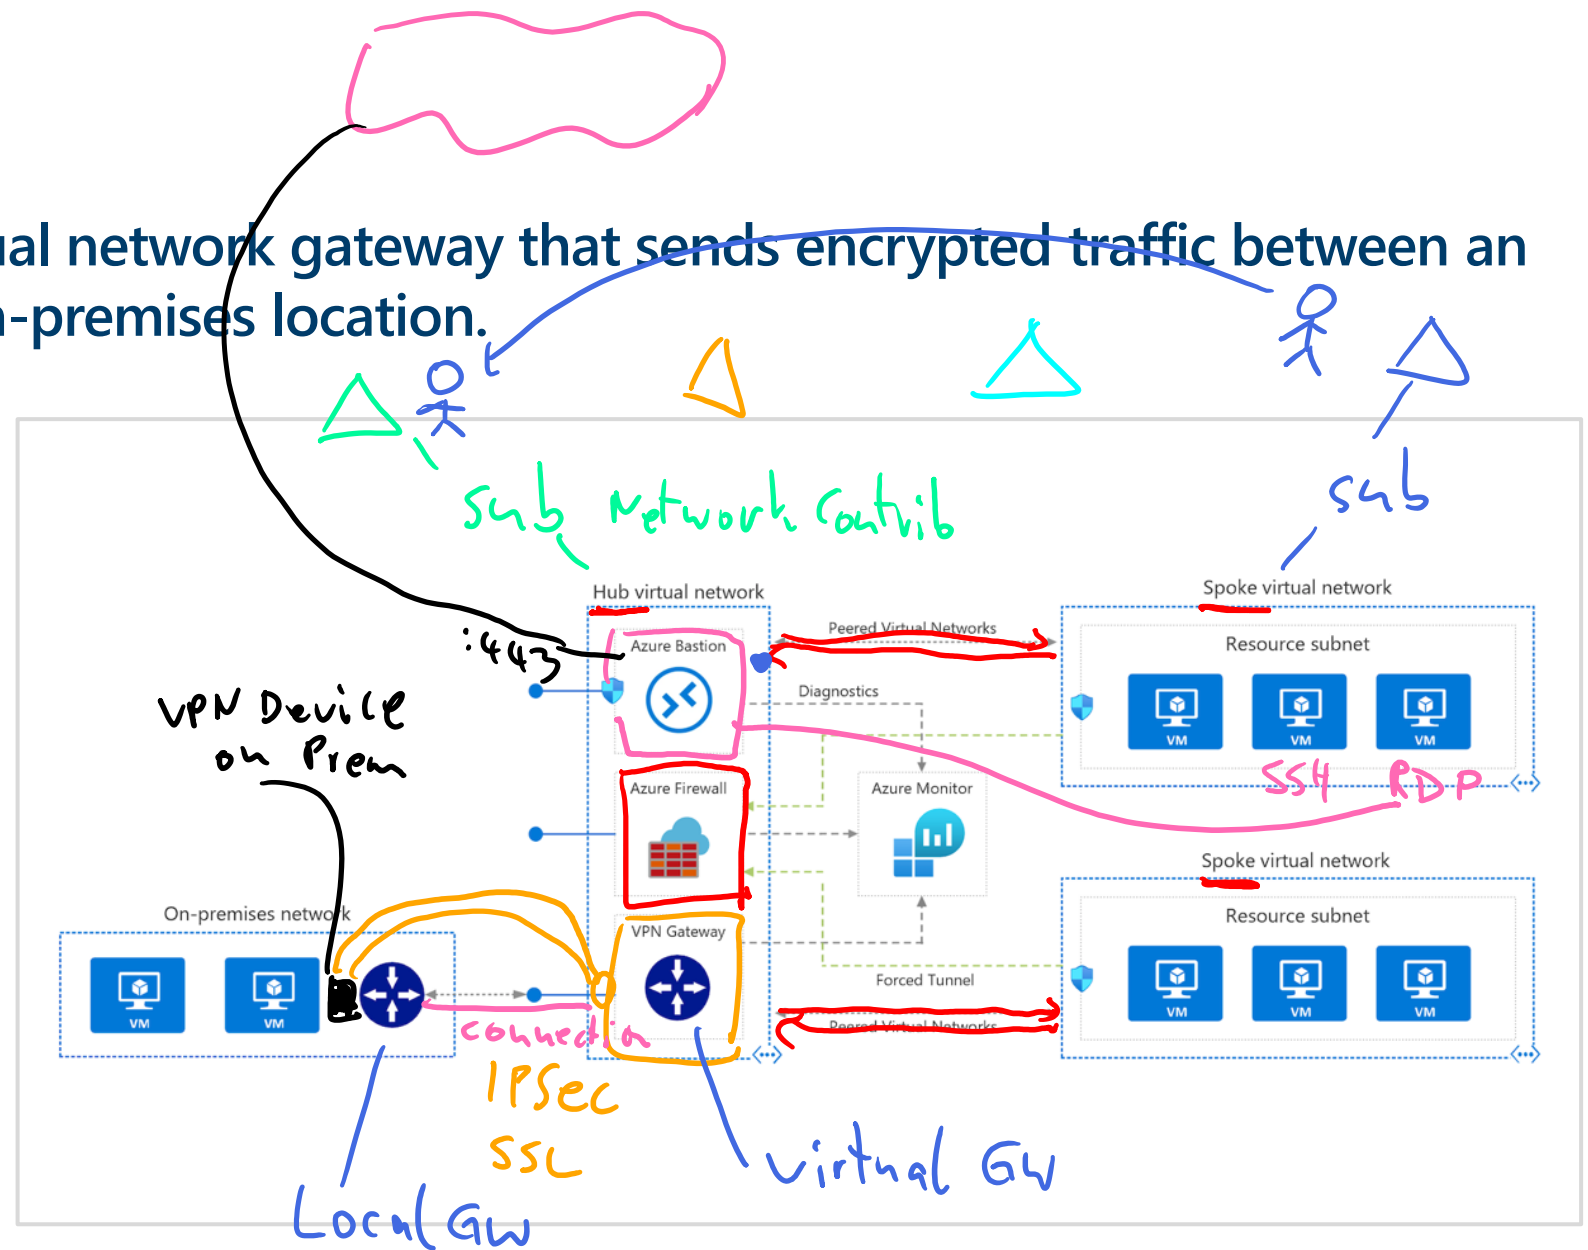 ual network gateway that sends encrypted traffic between an
n-premises location.
sub Network Contrib
sub
Hub virtual network
Spoke virtual network
:443
Azure Bastion
Peered Virtual Networks
Resource subnet
Diagnostics
VPN Device
on Prem
VM
VM
VM
SSH RDP
Azure Firewall
Azure Monitor
Spoke virtual network
On-premises network
VPN Gateway
Resource subnet
Forced Tunnel
VM
VM
VM
VM
VM
connection
Peered Virtual Networks
IPSec
SSL
Virtual GW
Local GW